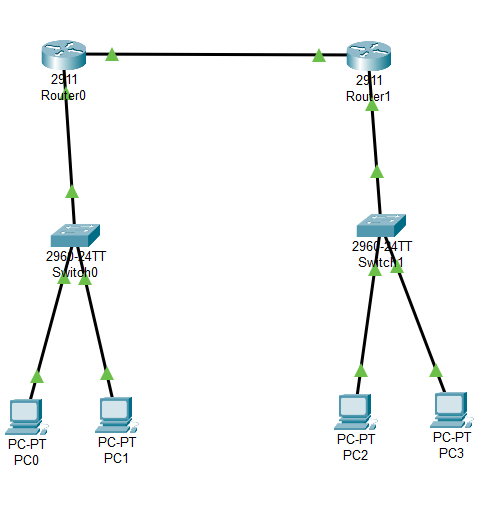 2911
Router0
2911
Router1
2960-24TT
Switch0
2960-24TT
Switch1
PC-PT
PC0
PC-PT
PC1
PC-PT
PC2
PC-PT
PC3